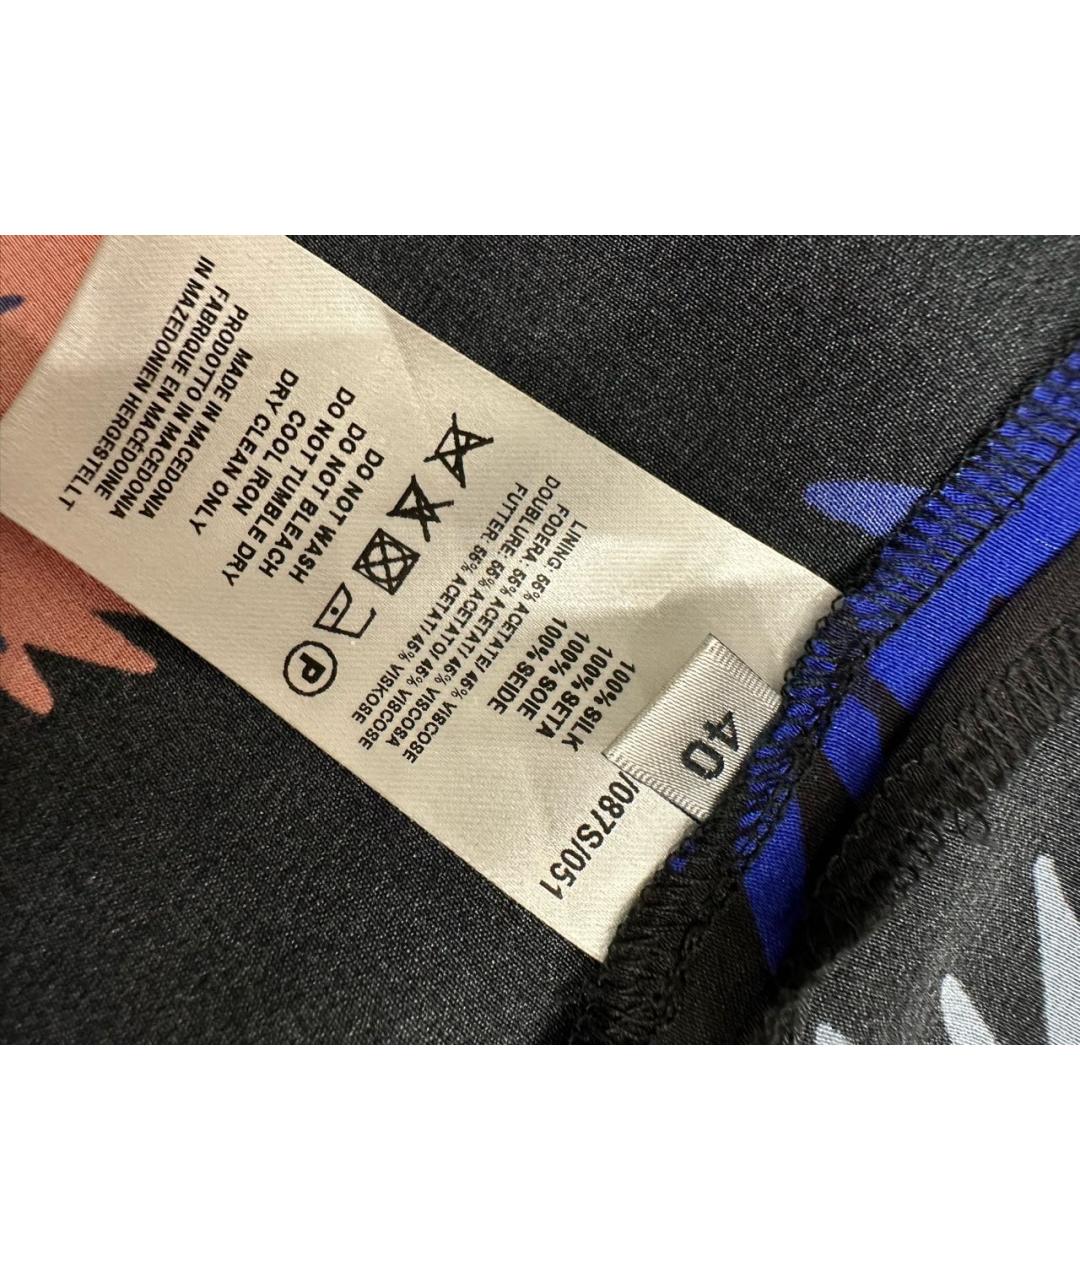 40
/087S/051
100% SILK
100% SETA
100% SOIE
100% SEIDE
LINING: 55% ACETATE/ 45% VISCOSE
FODERA: 55% ACETATI/ 45% VISCOSA
DOUBLURE: 55% ACETATO/ 45% VISCOSE
FUTTER: 55% ACETAT/ 45% VISKOSE
P
DO NOT WASH
DO NOT BLEACH
DO NOT TUMBLE DRY
COOL IRON
DRY CLEAN ONLY
MADE IN MACEDONIA
PRODOTTO IN MACEDONIA
FABRIQUE EN MACÉDOINE
IN MAZEDONIEN HERGESTELLT